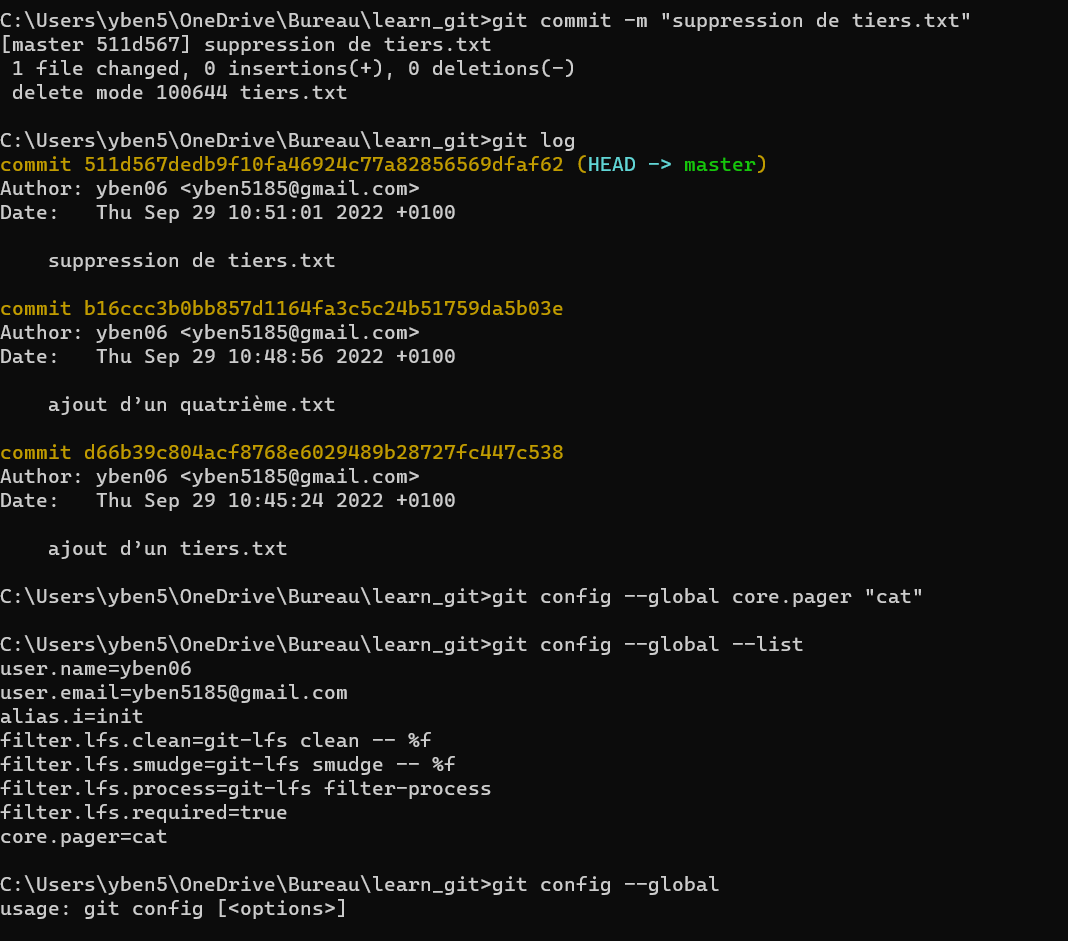 C:\Users\yben5\OneDrive\Bureau\learn_git>git commit -m "suppression de tiers.txt"
[master 511d567] suppression de tiers.txt
 1 file changed, 0 insertions(+), 0 deletions(-)
 delete mode 100644 tiers.txt

C:\Users\yben5\OneDrive\Bureau\learn_git>git log
commit 511d567dedb9f10fa46924c77a82856569dfaf62 (HEAD -> master)
Author: yben06 <yben5185@gmail.com>
Date:   Thu Sep 29 10:51:01 2022 +0100

    suppression de tiers.txt

commit b16ccc3b0bb857d1164fa3c5c24b51759da5b03e
Author: yben06 <yben5185@gmail.com>
Date:   Thu Sep 29 10:48:56 2022 +0100

    ajout d’un quatrième.txt

commit d66b39c804acf8768e6029489b28727fc447c538
Author: yben06 <yben5185@gmail.com>
Date:   Thu Sep 29 10:45:24 2022 +0100

    ajout d’un tiers.txt

C:\Users\yben5\OneDrive\Bureau\learn_git>git config --global core.pager "cat"

C:\Users\yben5\OneDrive\Bureau\learn_git>git config --global --list
user.name=yben06
user.email=yben5185@gmail.com
alias.i=init
filter.lfs.clean=git-lfs clean -- %f
filter.lfs.smudge=git-lfs smudge -- %f
filter.lfs.process=git-lfs filter-process
filter.lfs.required=true
core.pager=cat

C:\Users\yben5\OneDrive\Bureau\learn_git>git config --global
usage: git config [<options>]